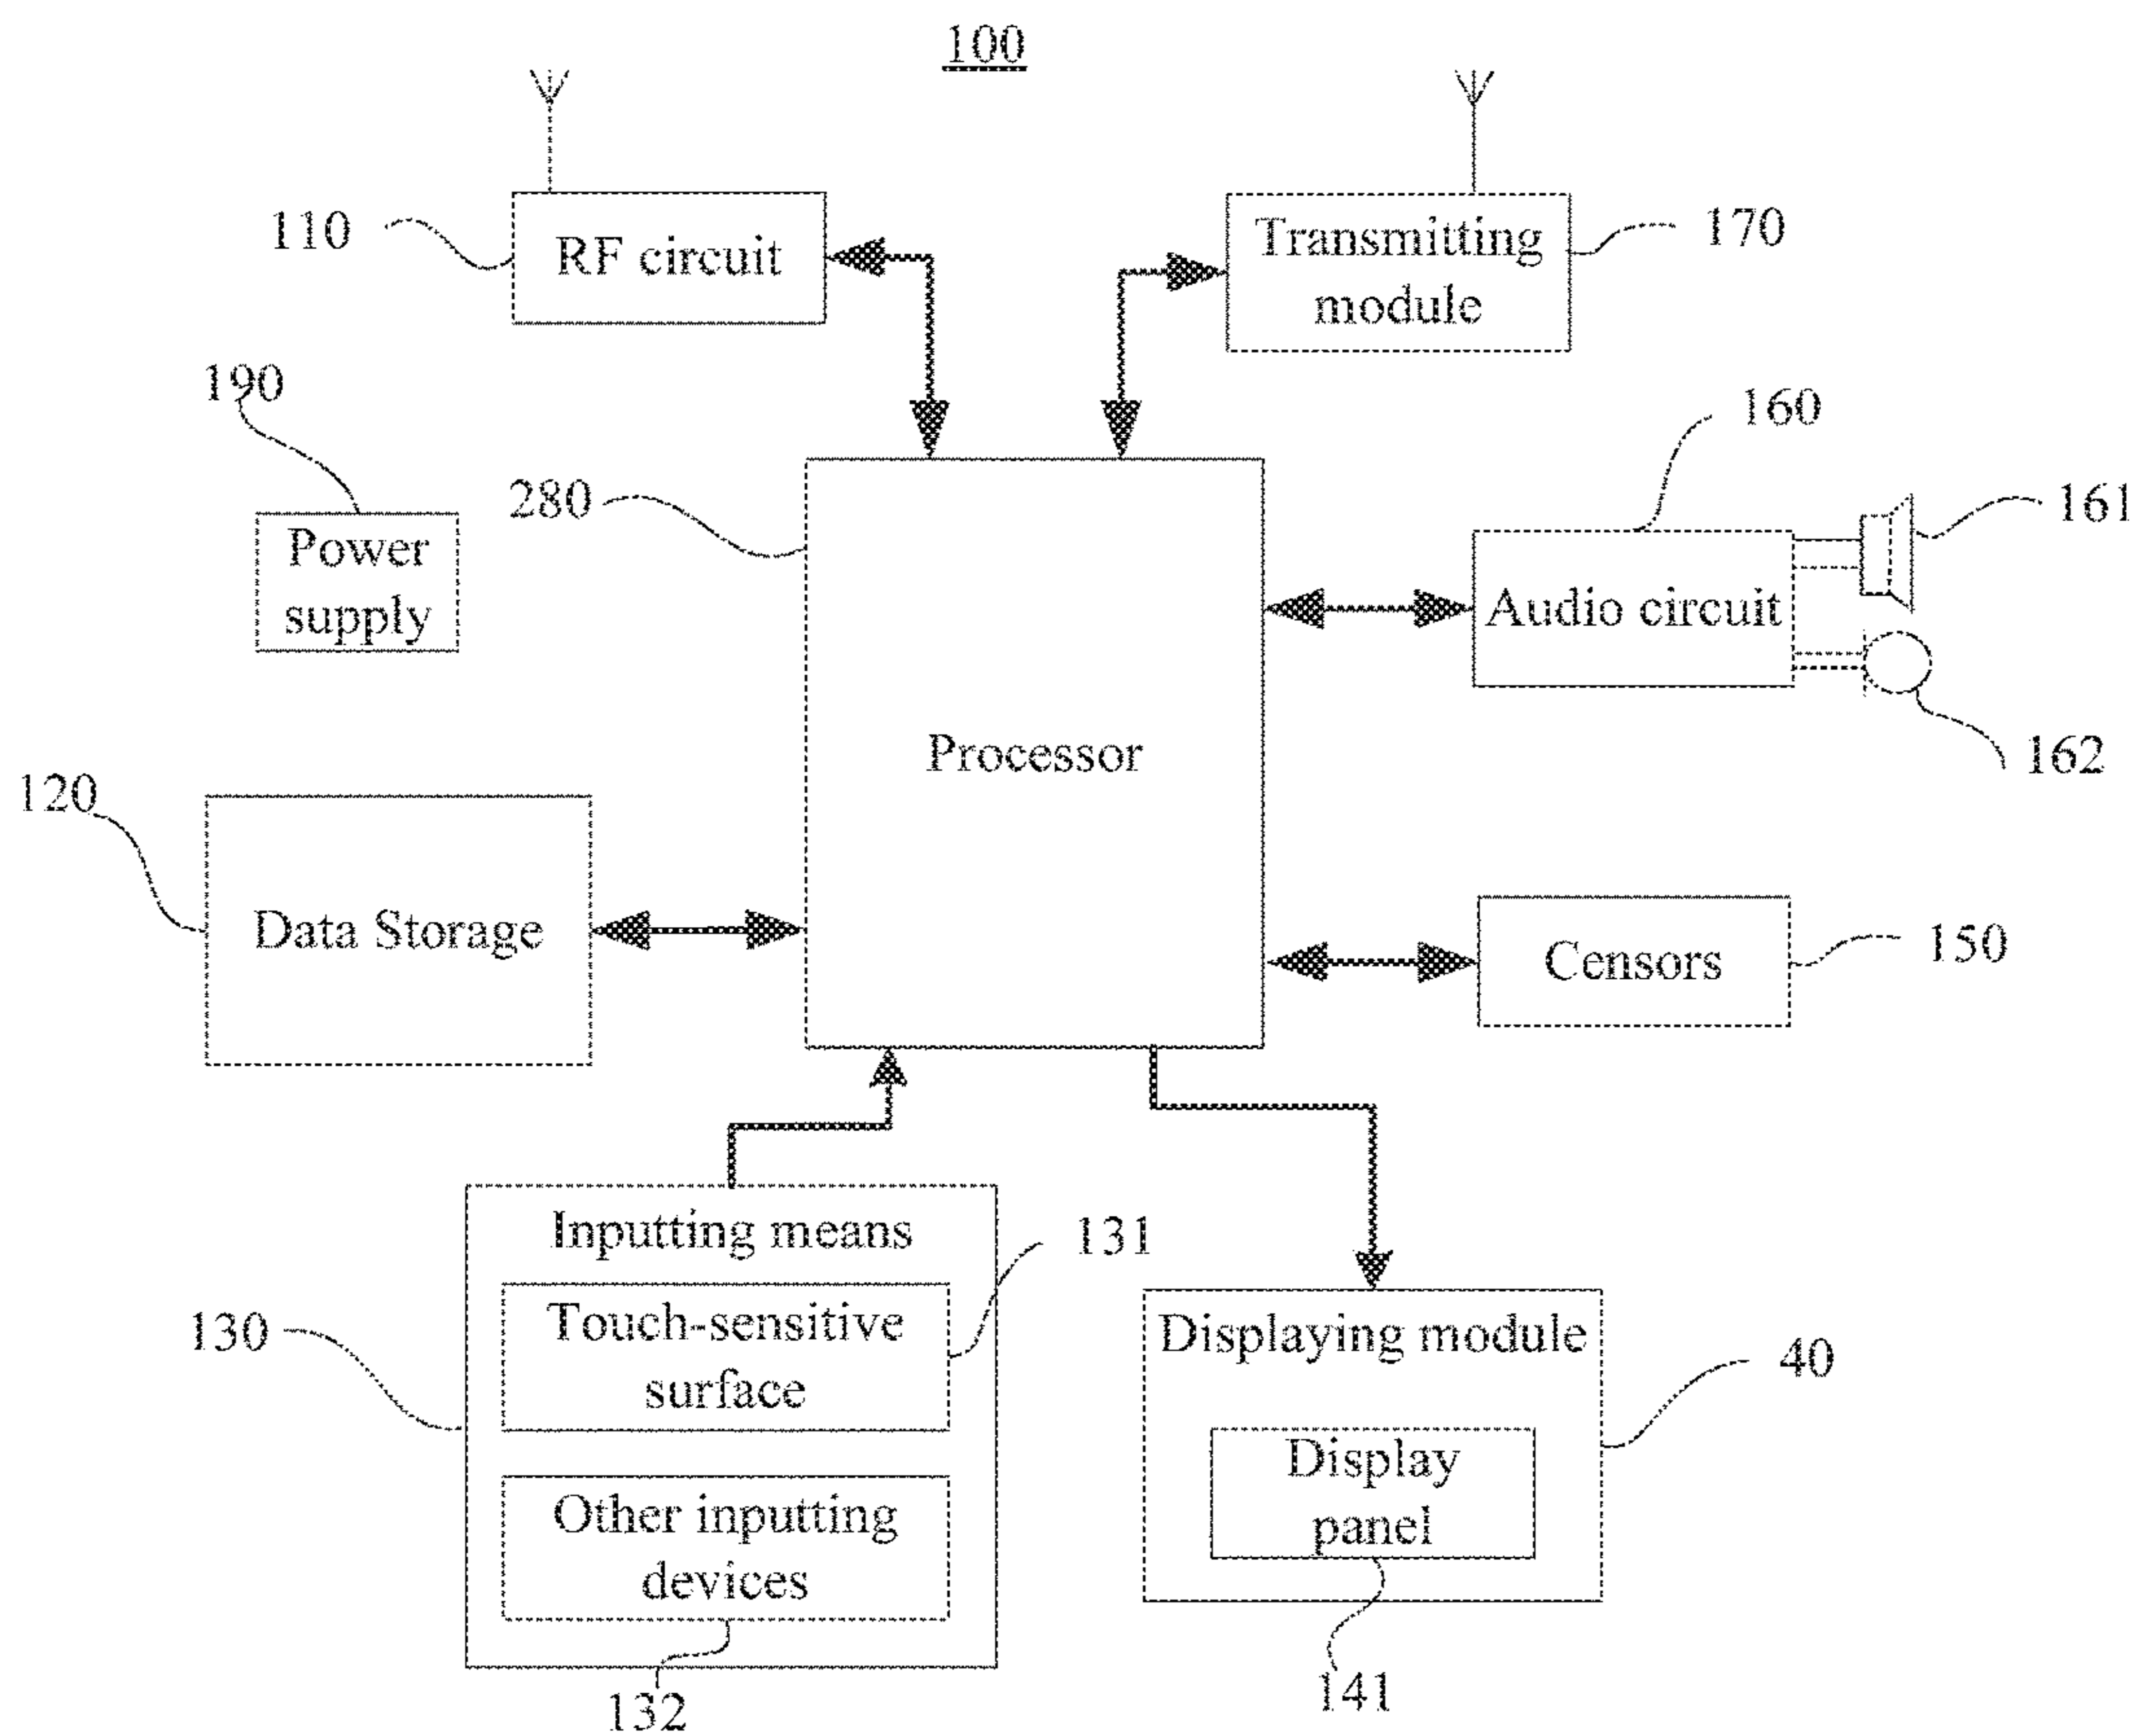 100
110
RF circuit
Transmitting
module
170
190
Power
supply
280
Processor
160
Audio circuit
161
162
120
Data Storage
Censors
150
Inputting means
131
Touch-sensitive
surface
130
Other inputting
devices
132
Displaying module
40
Display
panel
141